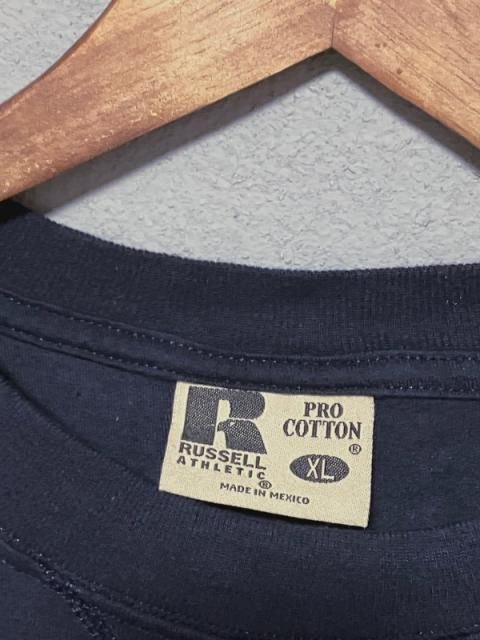 R
RUSSELL
ATHLETIC®
PRO
COTTON®
XL
MADE IN MEXICO